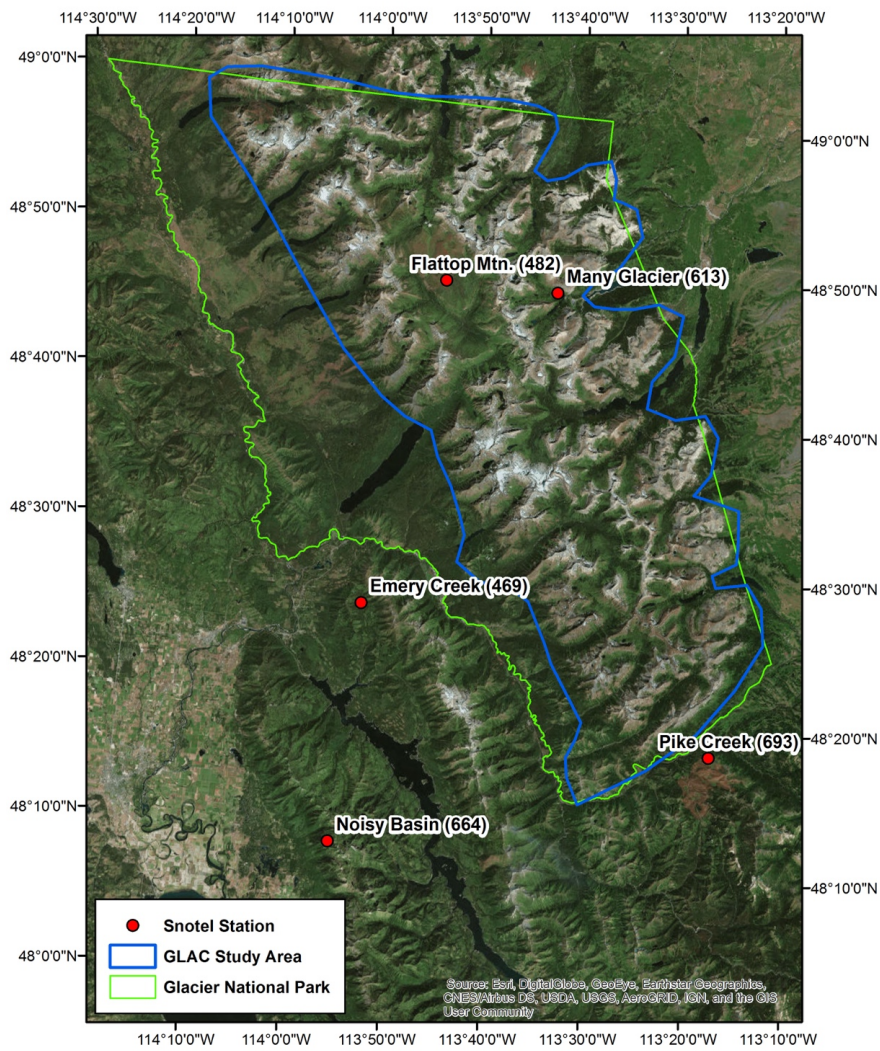 114°30'0"W 114°20'0"W 114°10'0"W 114°0'0"W 113°50'0"W 113°40'0"W 113°30'0"W 113°20'0"W
49°0'0"N
49°0'0"N
48°50'0"N
Flattop Mtn. (482)
Many Glacier (613)
48°50'0"N
48°40'0"N
48°40'0"N
48°30'0"N
Emery Creek (469)
48°30'0"N
48°20'0"N
Pike Creek (693)
48°20'0"N
48°10'0"N
Noisy Basin (664)
48°10'0"N
Snotel Station
GLAC Study Area
Glacier National Park
48°0'0"N
Source: Esri, DigitalGlobe, GeoEye, Earthstar Geographics,
CNES/Airbus DS, USDA, USGS, AeroGRID, IGN, and the GIS
User Community
114°10'0"W 114°0'0"W 113°50'0"W 113°40'0"W 113°30'0"W 113°20'0"W 113°10'0"W